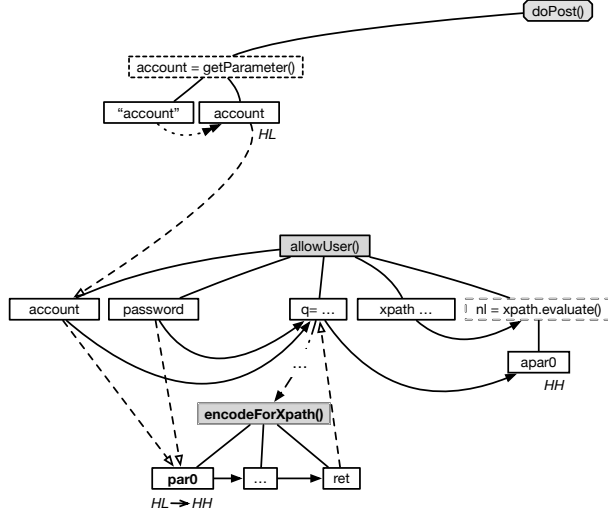 doPost()
account = getParameter()
“account”
account
HL
allowUser()
account
password
q= ...
xpath ...
nl = xpath.evaluate()
...
apar0
HH
encodeForXpath()
par0
...
ret
HL → HH